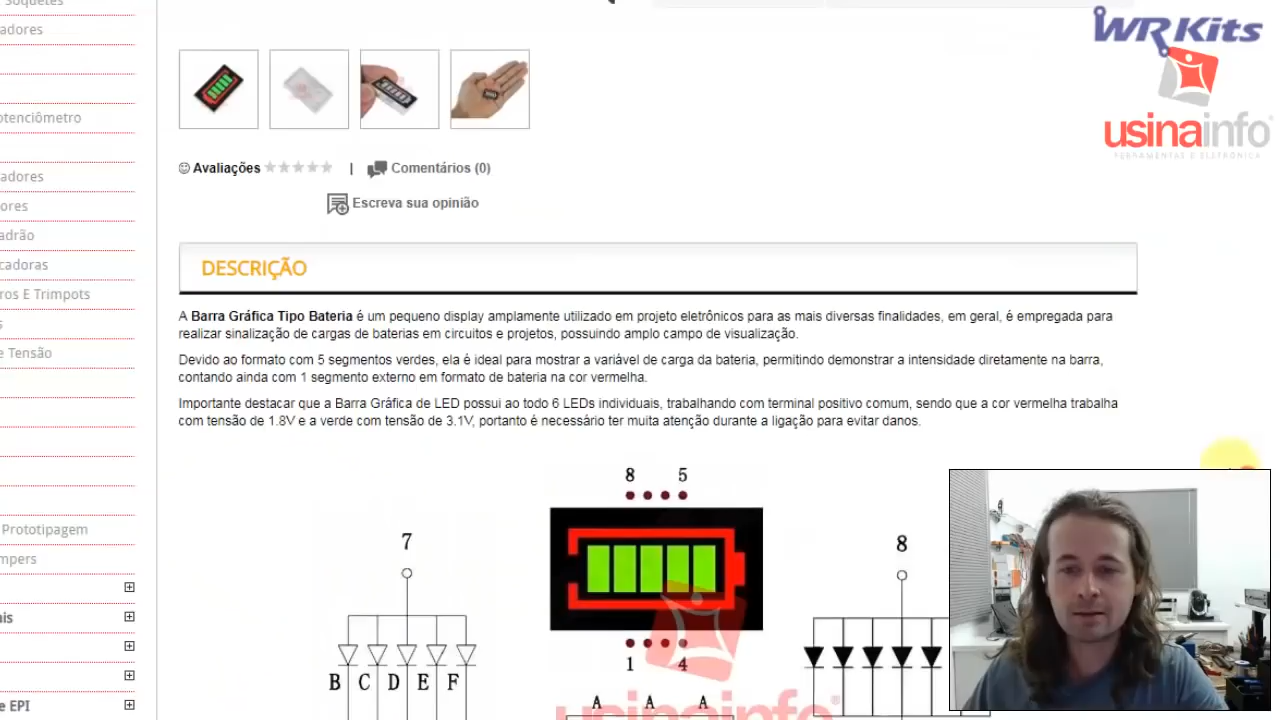 Soquetes
adores
otenciômetro
adores
ores
adrão
cadoras
ros E Trimpots
s
e Tensão
Prototipagem
mpers
is
e EPI
WR Kits
usinainfo
FERRAMENTAS E ELETRÔNICA
Avaliações | Comentários (0)
Escreva sua opinião
DESCRIÇÃO
A Barra Gráfica Tipo Bateria é um pequeno display amplamente utilizado em projeto eletrônicos para as mais diversas finalidades, em geral, é empregada para
realizar sinalização de cargas de baterias em circuitos e projetos, possuindo amplo campo de visualização.
Devido ao formato com 5 segmentos verdes, ela é ideal para mostrar a variável de carga da bateria, permitindo demonstrar a intensidade diretamente na barra,
contando ainda com 1 segmento externo em formato de bateria na cor vermelha.
Importante destacar que a Barra Gráfica de LED possui ao todo 6 LEDs individuais, trabalhando com terminal positivo comum, sendo que a cor vermelha trabalha
com tensão de 1.8V e a verde com tensão de 3.1V, portanto é necessário ter muita atenção durante a ligação para evitar danos.
8 5
7
8
1 4
B C D E F
A A A
usinainfo